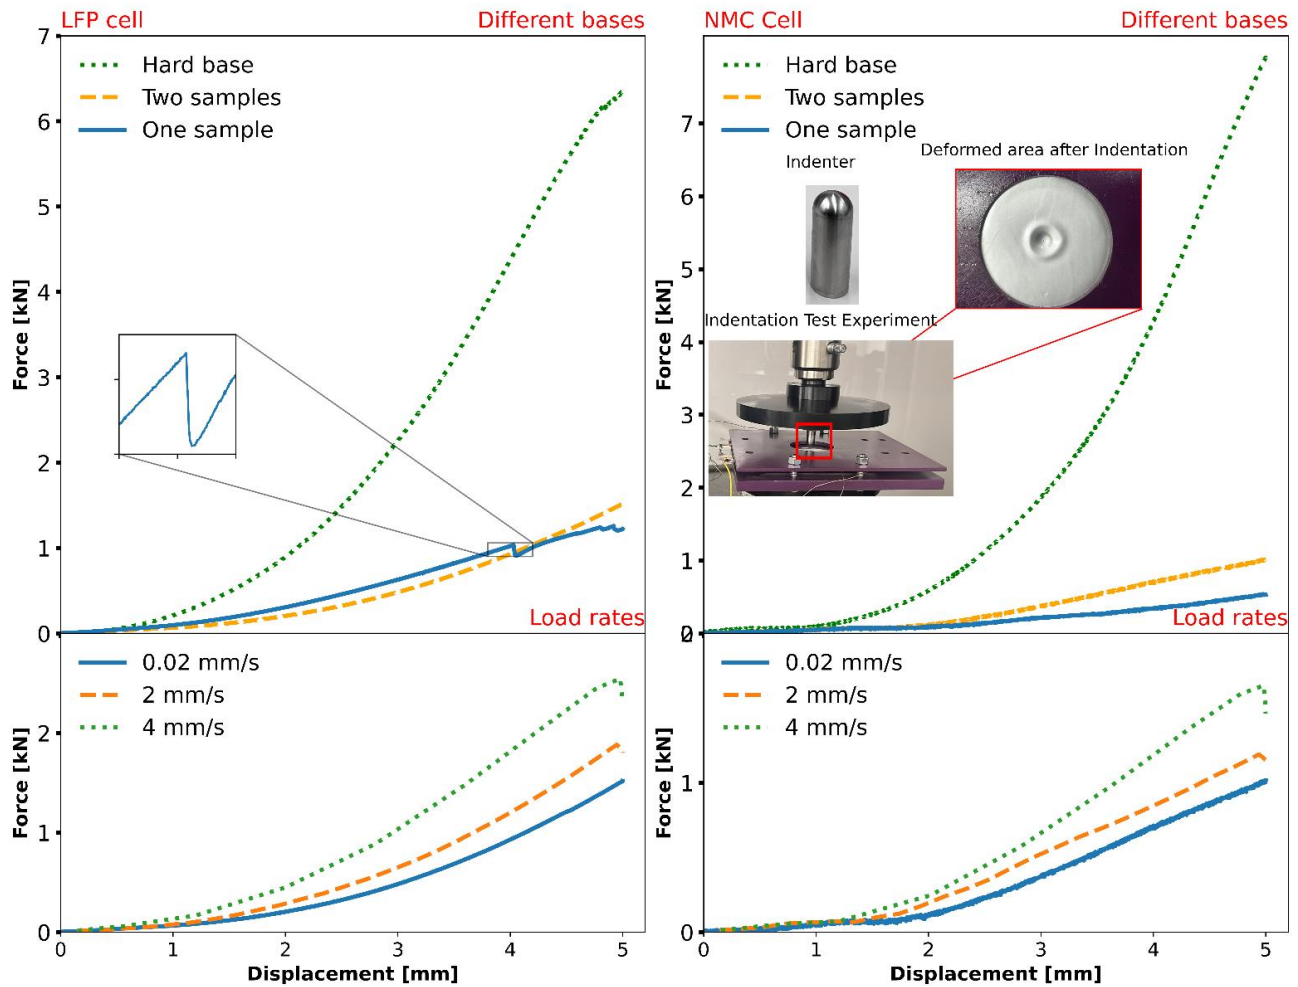 LFP cell Different bases
7
Hard base
Two samples
One sample
6
5
4
3
2
1
0
Force [kN]
Load rates
0.02 mm/s
2 mm/s
4 mm/s
2
1
0
Force [kN]
0 1 2 3 4 5
Displacement [mm]
NMC Cell Different bases
Hard base
Two samples
One sample
Indenter
Deformed area after Indentation
Indentation Test Experiment
7
6
5
4
3
2
1
0
Force [kN]
Load rates
0.02 mm/s
2 mm/s
4 mm/s
2
1
0
Force [kN]
0 1 2 3 4 5
Displacement [mm]